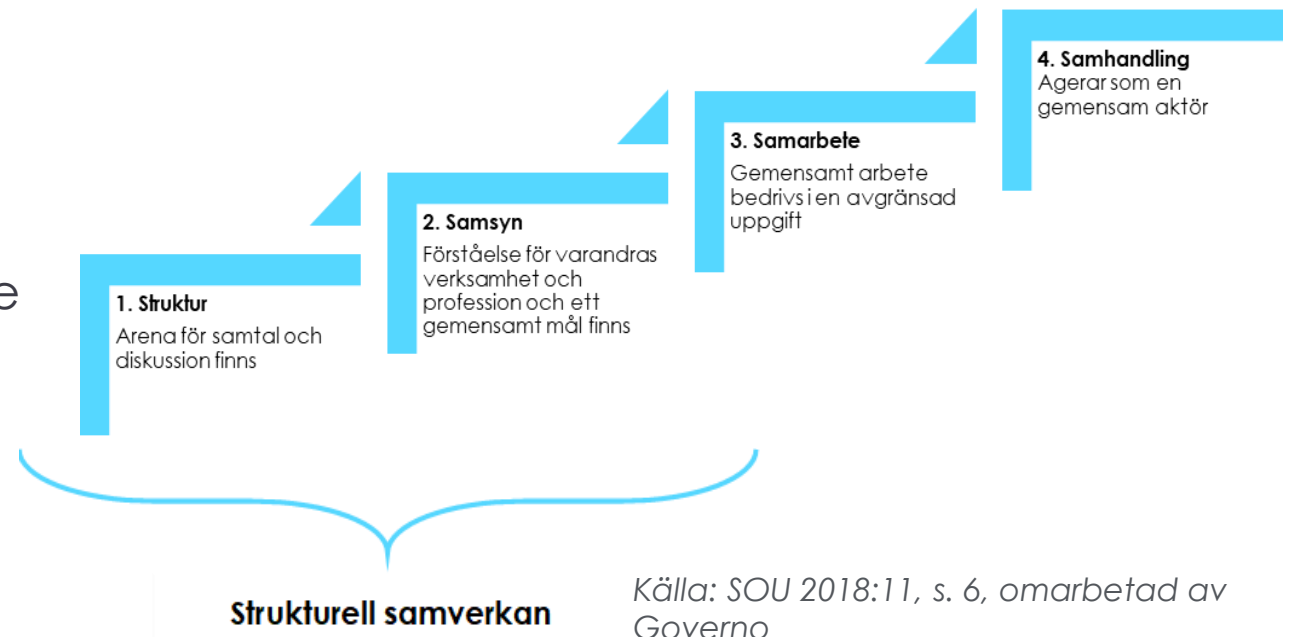 4. Samhandling
Agerar som en
gemensam aktör
3. Samarbete
Gemensamt arbete
bedrivs i en avgränsad
uppgift
2. Samsyn
Förståelse för varandras
verksamhet och
profession och ett
gemensamt mål finns
e
1. Struktur
Arena för samtal och
diskussion finns
Strukturell samverkan
Källa: SOU 2018:11, s. 6, omarbetad av
Governo